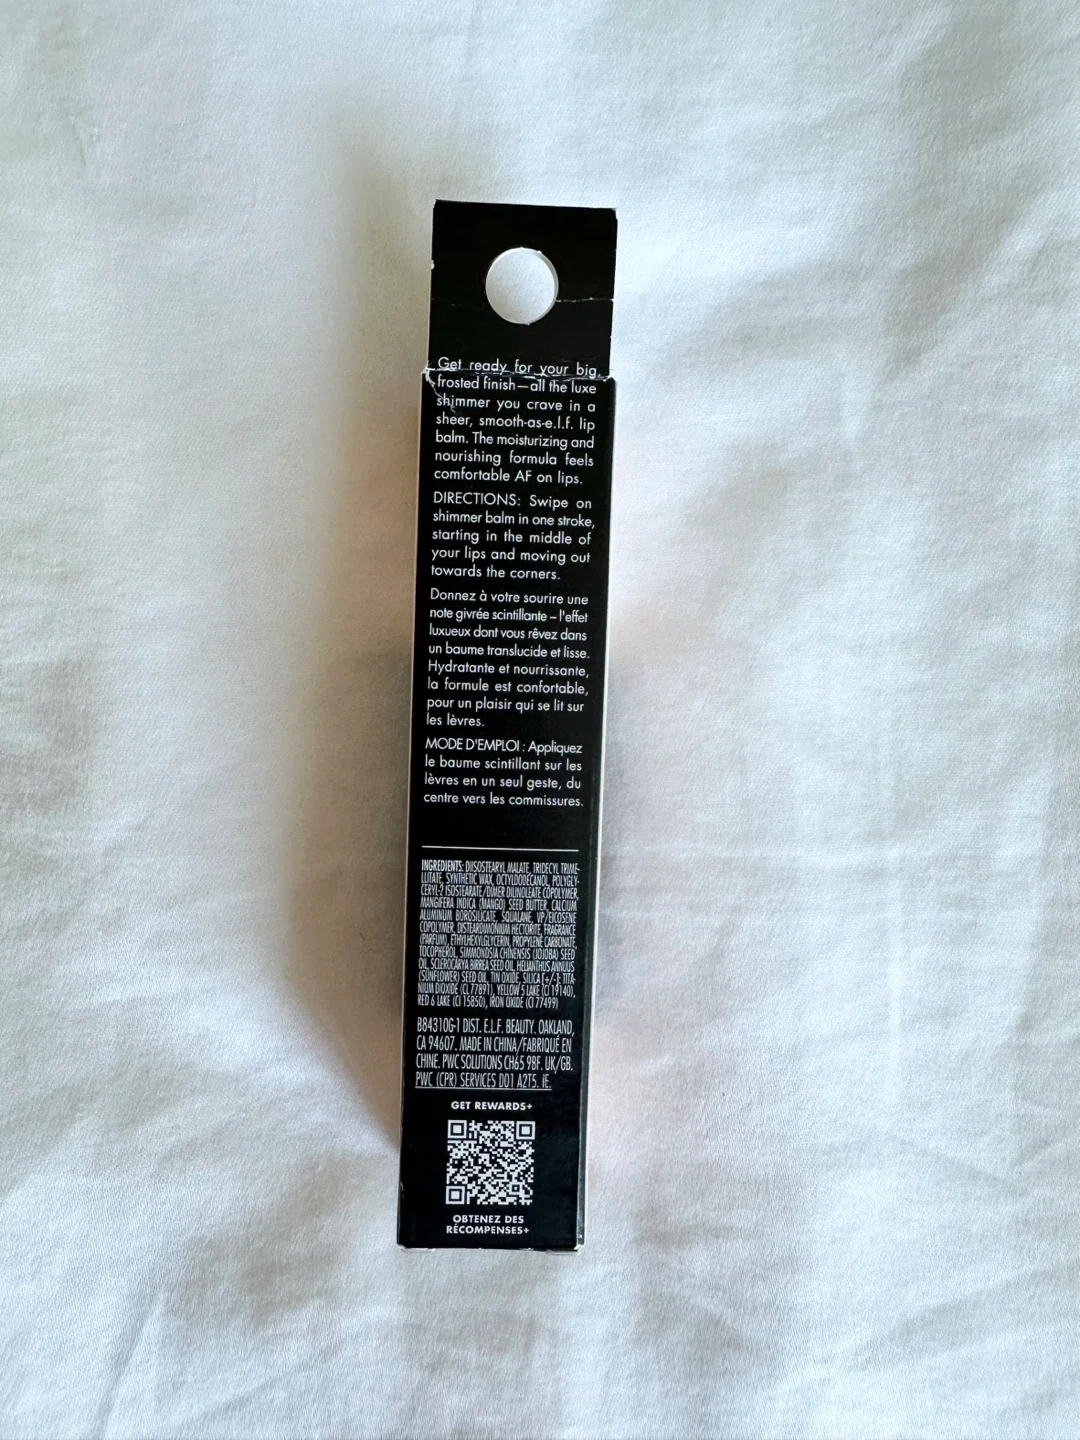 Get ready for your big,
frosted finish—all the luxe
shimmer you crave in a
sheer, smooth-as-e.l.f. lip
balm. The moisturizing and
nourishing formula feels
comfortable AF on lips.
DIRECTIONS: Swipe on
shimmer balm in one stroke,
starting in the middle of
your lips and moving out
towards the corners.
Donnez à votre sourire une
note givrée scintillante – l'effet
luxueux dont vous rêvez dans
un baume translucide et lisse.
Hydratante et nourrissante,
la formule est confortable,
pour un plaisir qui se lit sur
les lèvres.
MODE D'EMPLOI : Appliquez
le baume scintillant sur les
lèvres en un seul geste, du
centre vers les commissures.
INGREDIENTS: DIISOSTEARYL MALATE, TRIDECYL TRIME-
LLITATE, SYNTHETIC WAX, OCTYLDODECANOL, POLYGLY-
CERYL-2 ISOSTEARATE/DIMER DILINOLEATE COPOLYMER,
MANGIFERA INDICA (MANGO) SEED BUTTER, CALCIUM
ALUMINUM BOROSILICATE, SQUALANE, VP/EICOSENE
COPOLYMER, DISTEARDIMONIUM HECTORITE, FRAGRANCE
(PARFUM), ETHYLHEXYLGLYCERIN, PROPYLENE CARBONATE,
TOCOPHEROL, SIMMONDSIA CHINENSIS (JOJOBA) SEED
OIL, SCLEROCARYA BIRREA SEED OIL, HELIANTHUS ANNUUS
(SUNFLOWER) SEED OIL, TIN OXIDE, SILICA [+/-]: TITA-
NIUM DIOXIDE (CI 77891), YELLOW 5 LAKE (CI 19140),
RED 6 LAKE (CI 15850), IRON OXIDE (CI 77499)
B84310G-1 DIST. E.L.F. BEAUTY. OAKLAND,
CA 94607. MADE IN CHINA/FABRIQUÉ EN
CHINE. PWC SOLUTIONS CH65 9BF. UK/GB.
PWC (CPR) SERVICES D01 A2T5. IE.
GET REWARDS+
OBTENEZ DES
RÉCOMPENSES+